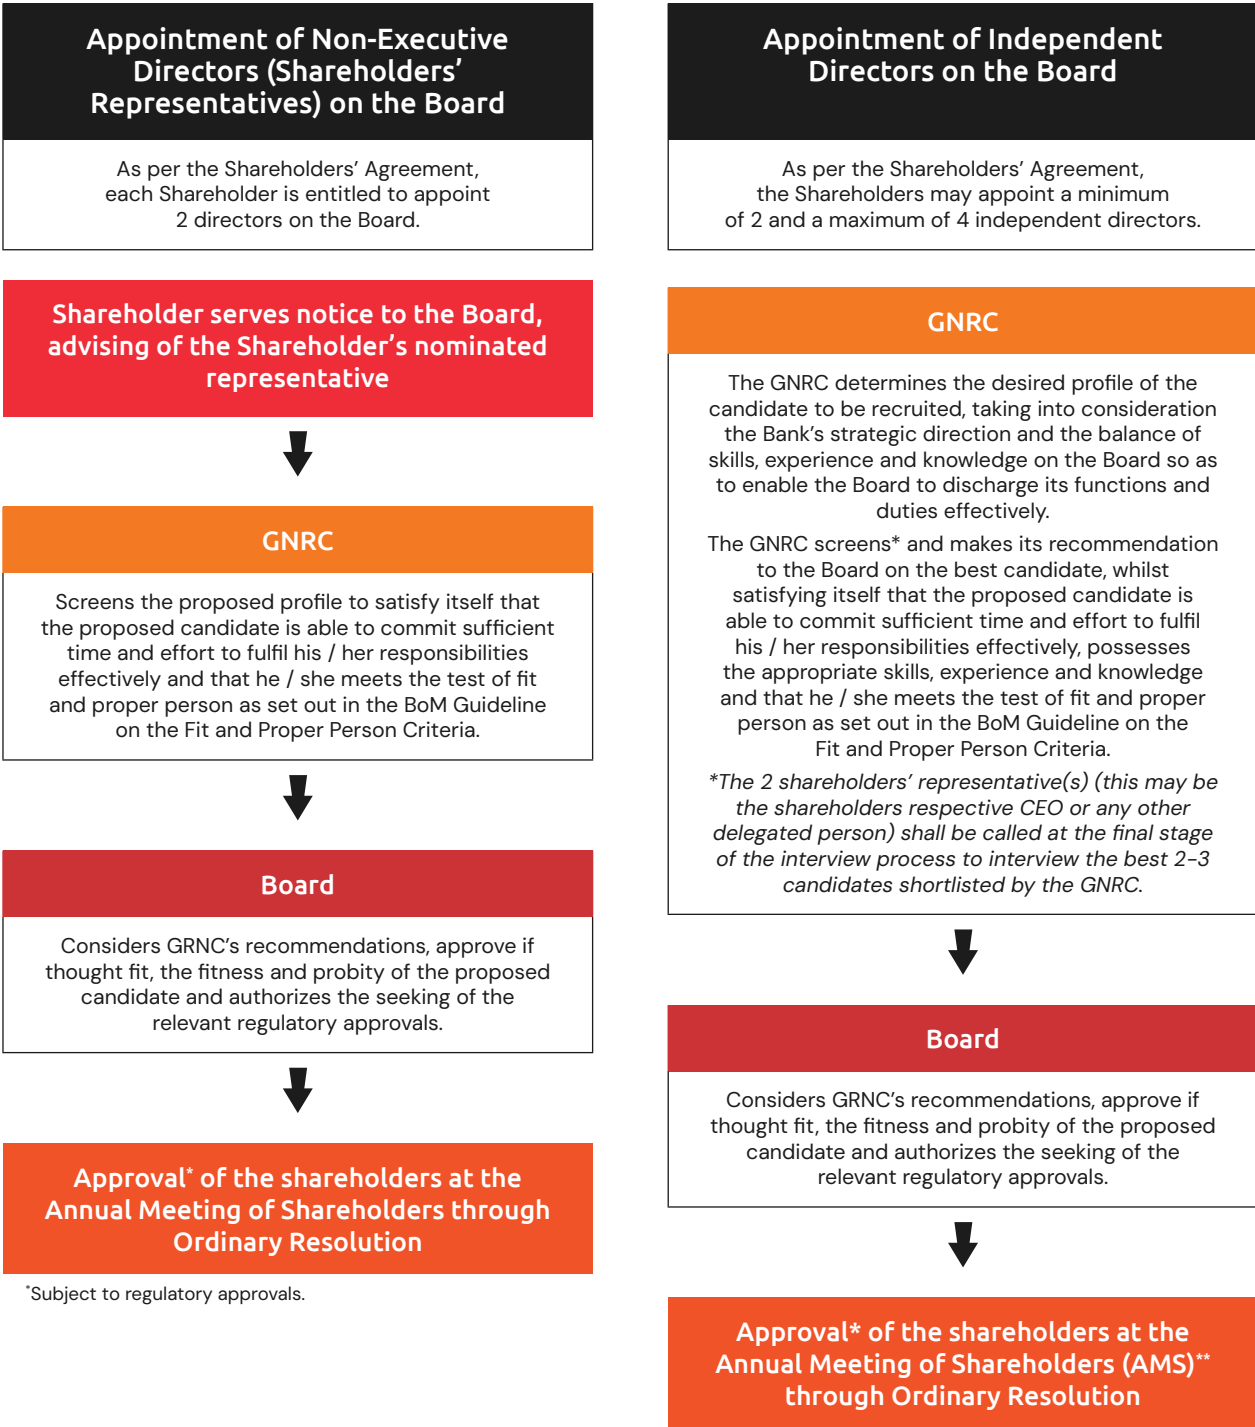 Appointment of Non-Executive
Directors (Shareholders’
Representatives) on the Board
As per the Shareholders’ Agreement,
each Shareholder is entitled to appoint
2 directors on the Board.
Shareholder serves notice to the Board,
advising of the Shareholder’s nominated
representative
GNRC
Screens the proposed profile to satisfy itself that
the proposed candidate is able to commit sufficient
time and effort to fulfil his / her responsibilities
effectively and that he / she meets the test of fit
and proper person as set out in the BoM Guideline
on the Fit and Proper Person Criteria.
Board
Considers GRNC’s recommendations, approve if
thought fit, the fitness and probity of the proposed
candidate and authorizes the seeking of the
relevant regulatory approvals.
Approval* of the shareholders at the
Annual Meeting of Shareholders through
Ordinary Resolution
*Subject to regulatory approvals.
Appointment of Independent
Directors on the Board
As per the Shareholders’ Agreement,
the Shareholders may appoint a minimum
of 2 and a maximum of 4 independent directors.
GNRC
The GNRC determines the desired profile of the
candidate to be recruited, taking into consideration
the Bank’s strategic direction and the balance of
skills, experience and knowledge on the Board so as
to enable the Board to discharge its functions and
duties effectively.
The GNRC screens* and makes its recommendation
to the Board on the best candidate, whilst
satisfying itself that the proposed candidate is
able to commit sufficient time and effort to fulfil
his / her responsibilities effectively, possesses
the appropriate skills, experience and knowledge
and that he / she meets the test of fit and proper
person as set out in the BoM Guideline on the
Fit and Proper Person Criteria.
*The 2 shareholders’ representative(s) (this may be
the shareholders respective CEO or any other
delegated person) shall be called at the final stage
of the interview process to interview the best 2-3
candidates shortlisted by the GNRC.
Board
Considers GRNC’s recommendations, approve if
thought fit, the fitness and probity of the proposed
candidate and authorizes the seeking of the
relevant regulatory approvals.
Approval* of the shareholders at the
Annual Meeting of Shareholders (AMS)**
through Ordinary Resolution